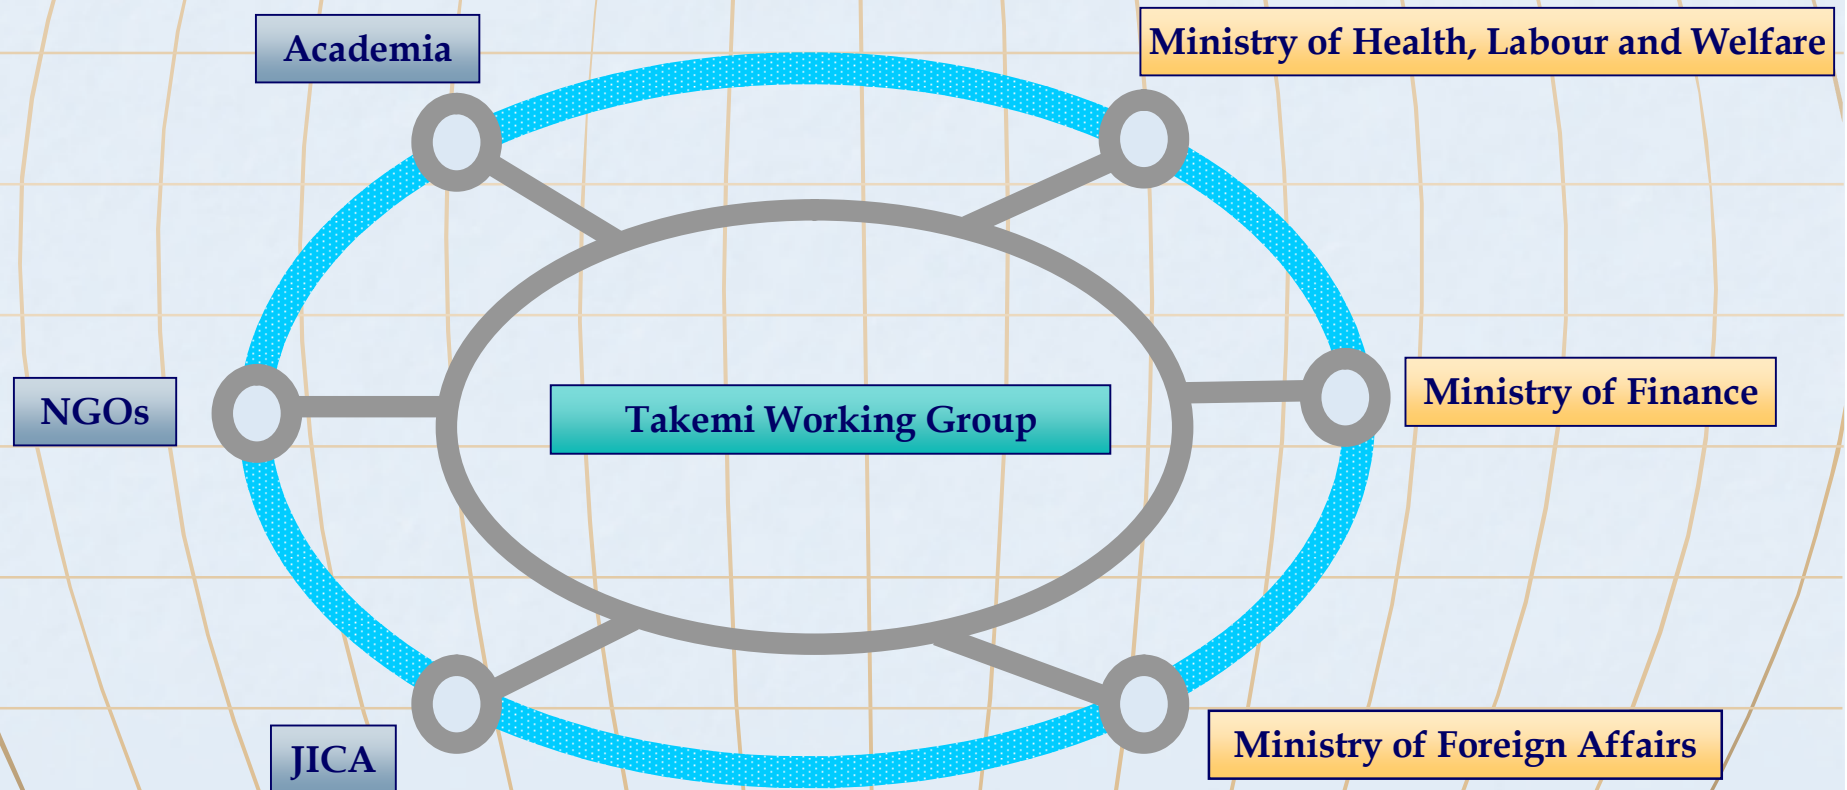 Academia
Ministry of Health, Labour and Welfare
NGOs
Takemi Working Group
Ministry of Finance
JICA
Ministry of Foreign Affairs